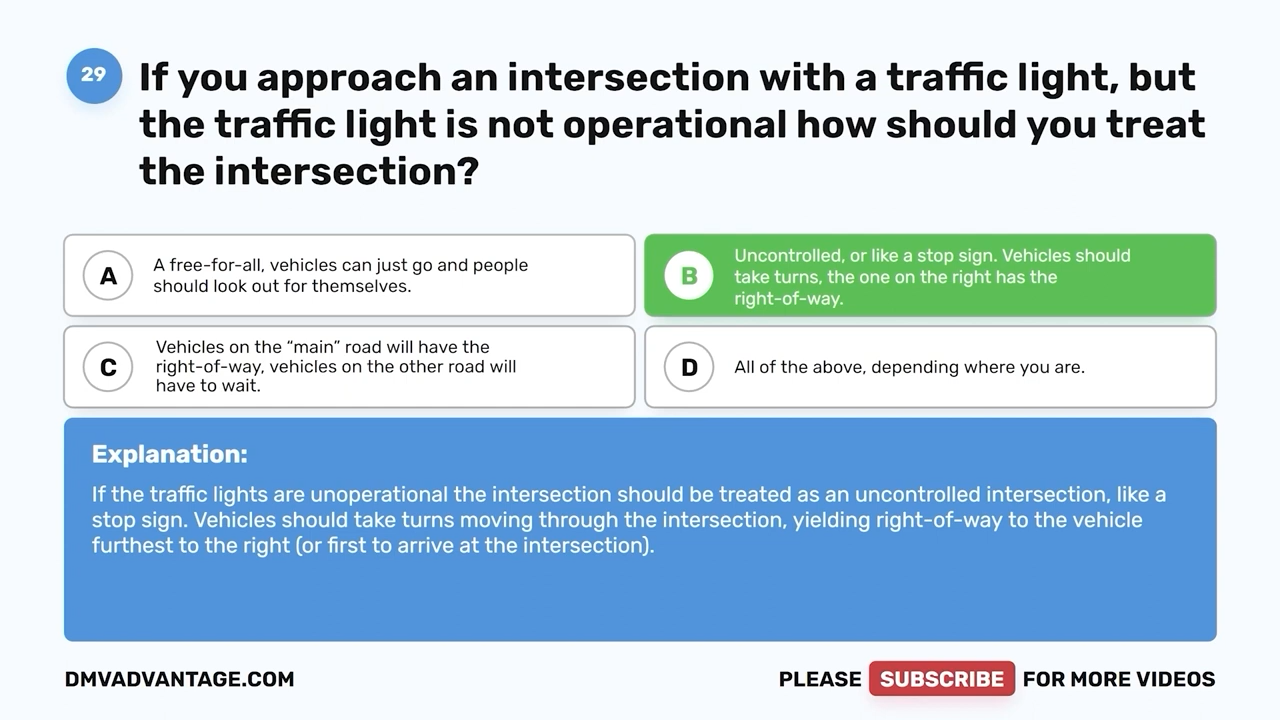 29
If you approach an intersection with a traffic light, but
the traffic light is not operational how should you treat
the intersection?
A
A free-for-all, vehicles can just go and people
should look out for themselves.
B
Uncontrolled, or like a stop sign. Vehicles should
take turns, the one on the right has the
right-of-way.
C
Vehicles on the “main” road will have the
right-of-way, vehicles on the other road will
have to wait.
D
All of the above, depending where you are.
Explanation:
If the traffic lights are unoperational the intersection should be treated as an uncontrolled intersection, like a
stop sign. Vehicles should take turns moving through the intersection, yielding right-of-way to the vehicle
furthest to the right (or first to arrive at the intersection).
DMVADVANTAGE.COM
PLEASE SUBSCRIBE FOR MORE VIDEOS